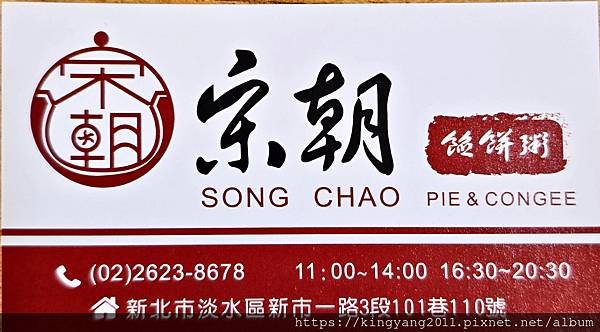 宋朝
宋朝
餡餅粥
SONG CHAO
PIE & CONGEE
(02)2623-8678 11:00~14:00 16:30~20:30
新北市淡水區新市一路3段101巷110號
https://kingyang2011.pixnet.net/album